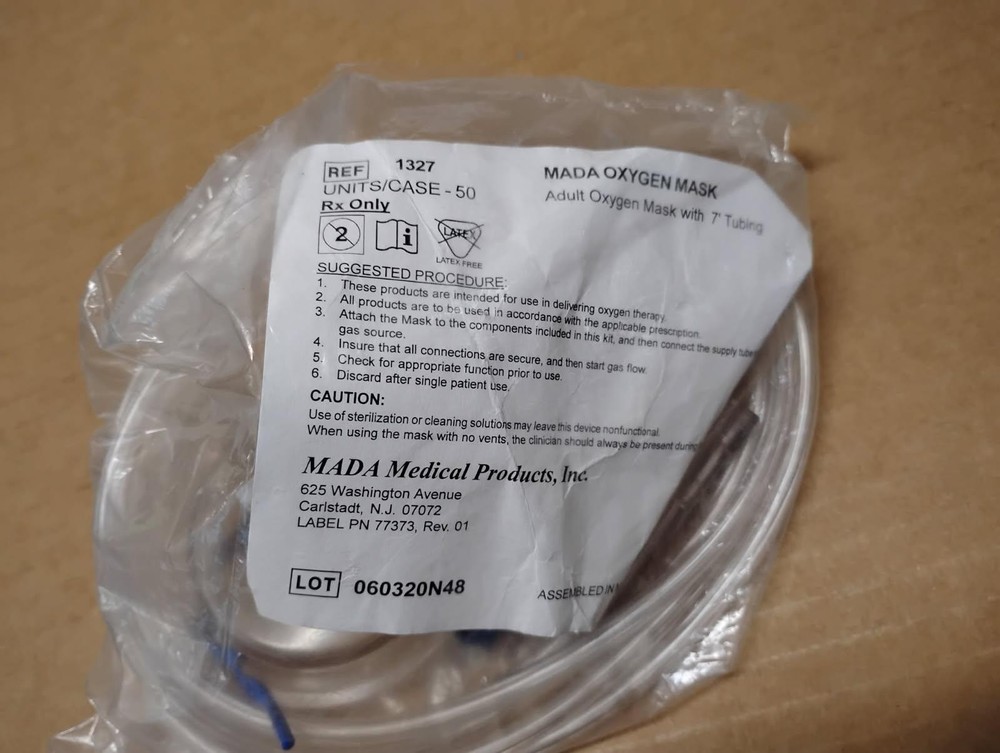 REF 1327
UNITS/CASE - 50
Rx Only
MADA OXYGEN MASK
Adult Oxygen Mask with 7' Tubing
2
i
LATEX
LATEX FREE
SUGGESTED PROCEDURE:
1. These products are intended for use in delivering oxygen therapy.
2. All products are to be used in accordance with the applicable prescription.
3. Attach the Mask to the components included in this kit, and then connect the supply tube
gas source.
4. Insure that all connections are secure, and then start gas flow.
5. Check for appropriate function prior to use.
6. Discard after single patient use.
CAUTION:
Use of sterilization or cleaning solutions may leave this device nonfunctional.
When using the mask with no vents, the clinician should always be present during
MADA Medical Products, Inc.
625 Washington Avenue
Carlstadt, N.J. 07072
LABEL PN 77373, Rev. 01
LOT 060320N48
ASSEMBLED IN